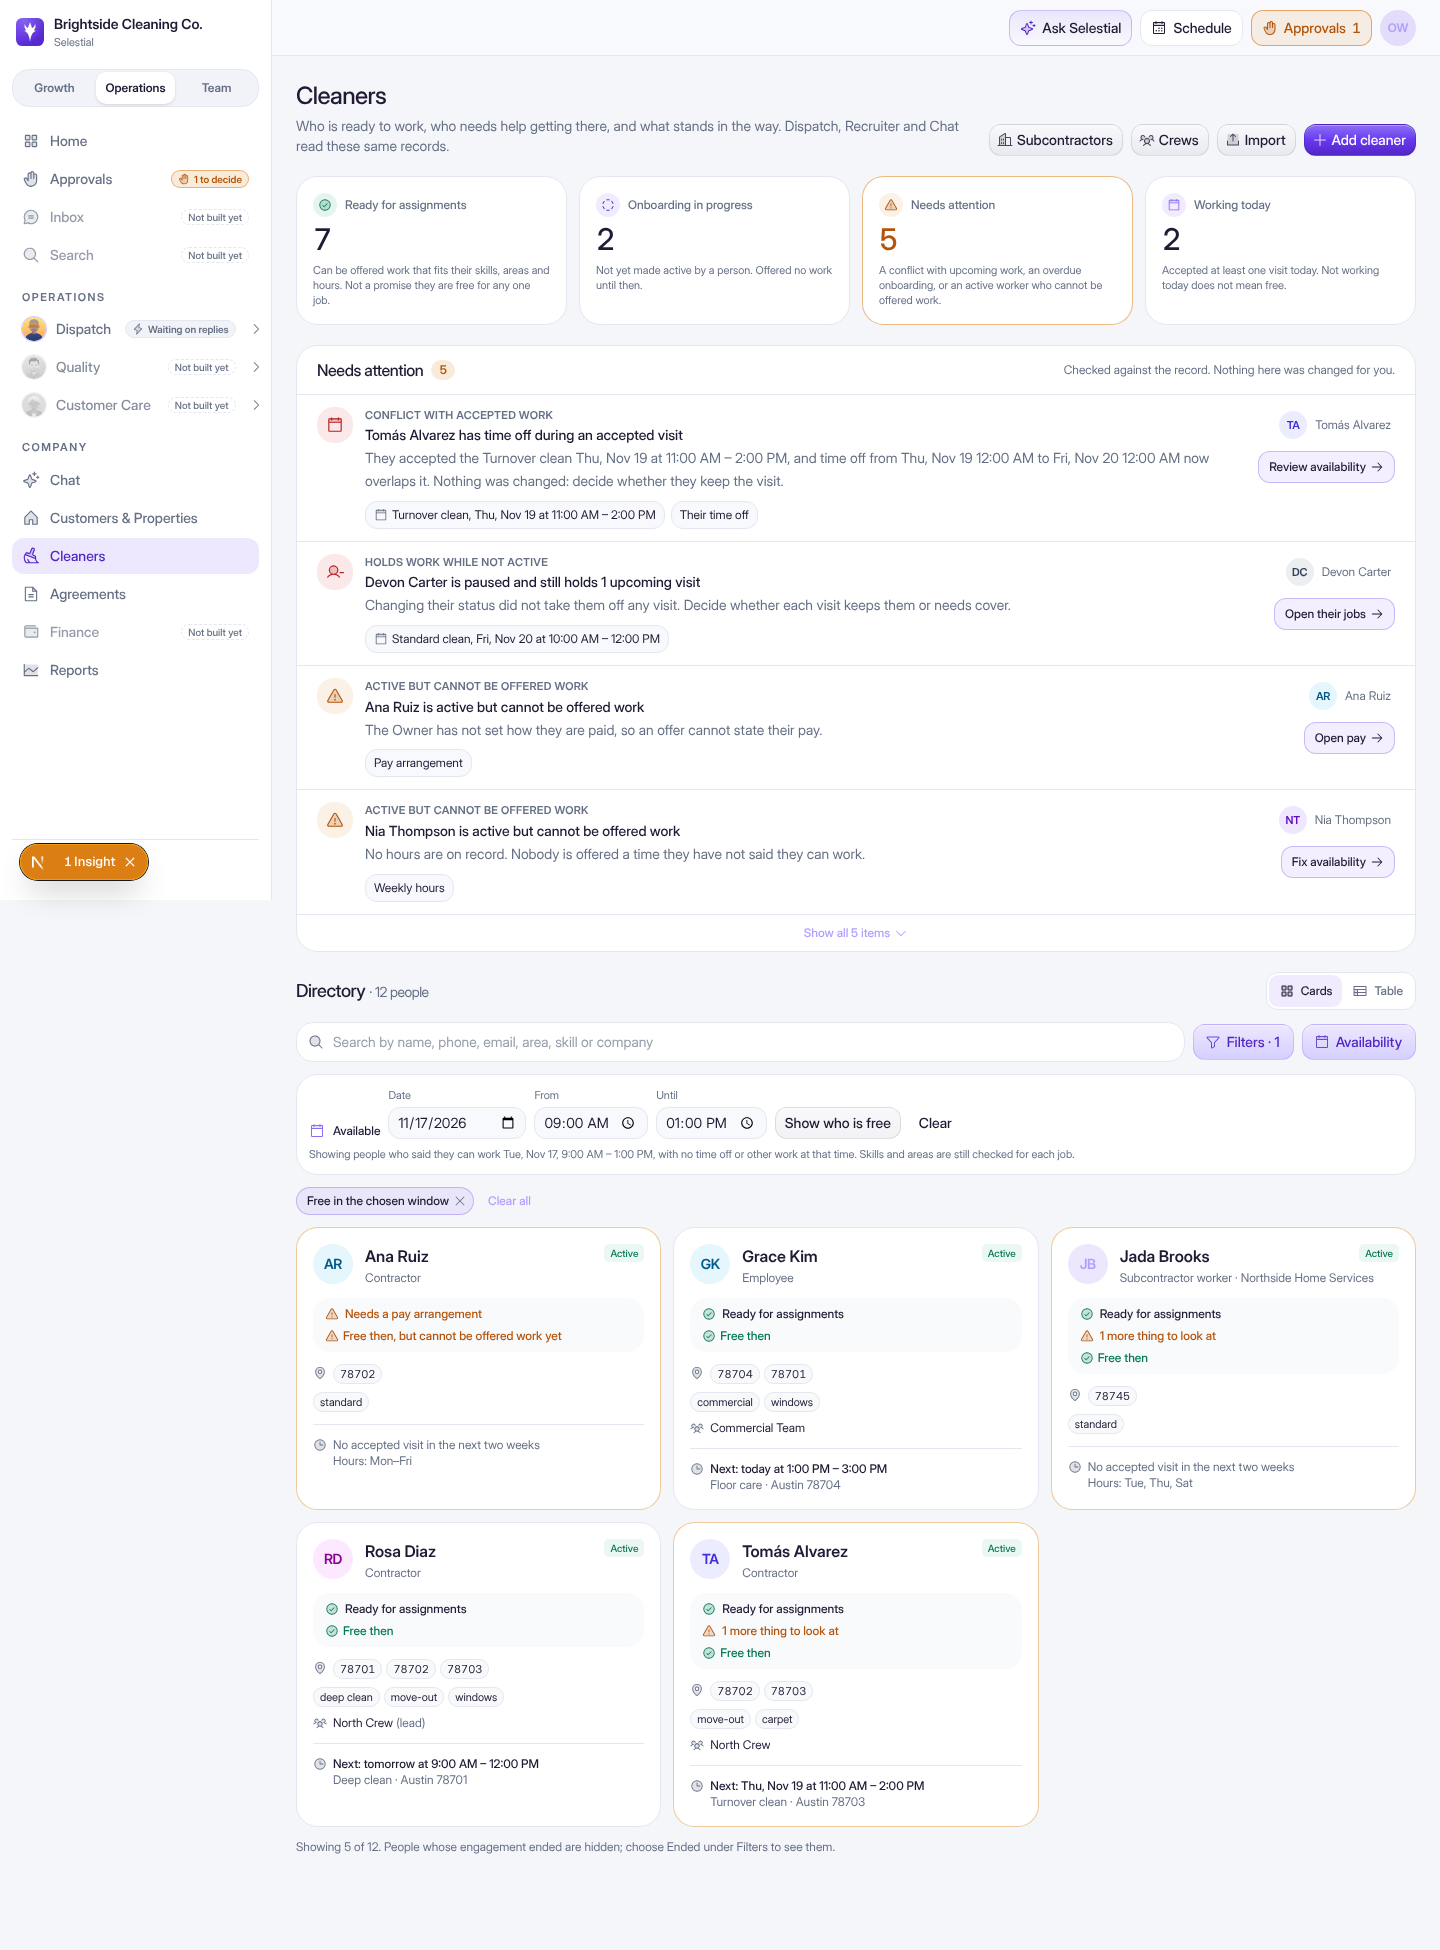 Brightside Cleaning Co.
Selestial
Growth
Operations
Team
Home
Approvals
1 to decide
Inbox
Not built yet
Search
Not built yet
OPERATIONS
Dispatch
Waiting on replies
Quality
Not built yet
Customer Care
Not built yet
COMPANY
Chat
Customers & Properties
Cleaners
Agreements
Finance
Not built yet
Reports
1 Insight
Ask Selestial
Schedule
Approvals 1
OW
Cleaners
Who is ready to work, who needs help getting there, and what stands in the way. Dispatch, Recruiter and Chat
read these same records.
Subcontractors
Crews
Import
Add cleaner
Ready for assignments
7
Can be offered work that fits their skills, areas and
hours. Not a promise they are free for any one
job.
Onboarding in progress
2
Not yet made active by a person. Offered no work
until then.
Needs attention
5
A conflict with upcoming work, an overdue
onboarding, or an active worker who cannot be
offered work.
Working today
2
Accepted at least one visit today. Not working
today does not mean free.
Needs attention 5
Checked against the record. Nothing here was changed for you.
CONFLICT WITH ACCEPTED WORK
Tomás Alvarez has time off during an accepted visit
They accepted the Turnover clean Thu, Nov 19 at 11:00 AM – 2:00 PM, and time off from Thu, Nov 19 12:00 AM to Fri, Nov 20 12:00 AM now
overlaps it. Nothing was changed: decide whether they keep the visit.
Turnover clean, Thu, Nov 19 at 11:00 AM – 2:00 PM
Their time off
TA Tomás Alvarez
Review availability
HOLDS WORK WHILE NOT ACTIVE
Devon Carter is paused and still holds 1 upcoming visit
Changing their status did not take them off any visit. Decide whether each visit keeps them or needs cover.
Standard clean, Fri, Nov 20 at 10:00 AM – 12:00 PM
DC Devon Carter
Open their jobs
ACTIVE BUT CANNOT BE OFFERED WORK
Ana Ruiz is active but cannot be offered work
The Owner has not set how they are paid, so an offer cannot state their pay.
Pay arrangement
AR Ana Ruiz
Open pay
ACTIVE BUT CANNOT BE OFFERED WORK
Nia Thompson is active but cannot be offered work
No hours are on record. Nobody is offered a time they have not said they can work.
Weekly hours
NT Nia Thompson
Fix availability
Show all 5 items
Directory · 12 people
Cards
Table
Search by name, phone, email, area, skill or company
Filters · 1
Availability
Available
Date
11/17/2026
From
09:00 AM
Until
01:00 PM
Show who is free
Clear
Showing people who said they can work Tue, Nov 17, 9:00 AM – 1:00 PM, with no time off or other work at that time. Skills and areas are still checked for each job.
Free in the chosen window
Clear all
AR
Ana Ruiz
Contractor
Active
Needs a pay arrangement
Free then, but cannot be offered work yet
78702
standard
No accepted visit in the next two weeks
Hours: Mon–Fri
GK
Grace Kim
Employee
Active
Ready for assignments
Free then
78704 78701
commercial windows
Commercial Team
Next: today at 1:00 PM – 3:00 PM
Floor care · Austin 78704
JB
Jada Brooks
Subcontractor worker · Northside Home Services
Active
Ready for assignments
1 more thing to look at
Free then
78745
standard
No accepted visit in the next two weeks
Hours: Tue, Thu, Sat
RD
Rosa Diaz
Contractor
Active
Ready for assignments
Free then
78701 78702 78703
deep clean move-out windows
North Crew (lead)
Next: tomorrow at 9:00 AM – 12:00 PM
Deep clean · Austin 78701
TA
Tomás Alvarez
Contractor
Active
Ready for assignments
1 more thing to look at
Free then
78702 78703
move-out carpet
North Crew
Next: Thu, Nov 19 at 11:00 AM – 2:00 PM
Turnover clean · Austin 78703
Showing 5 of 12. People whose engagement ended are hidden; choose Ended under Filters to see them.